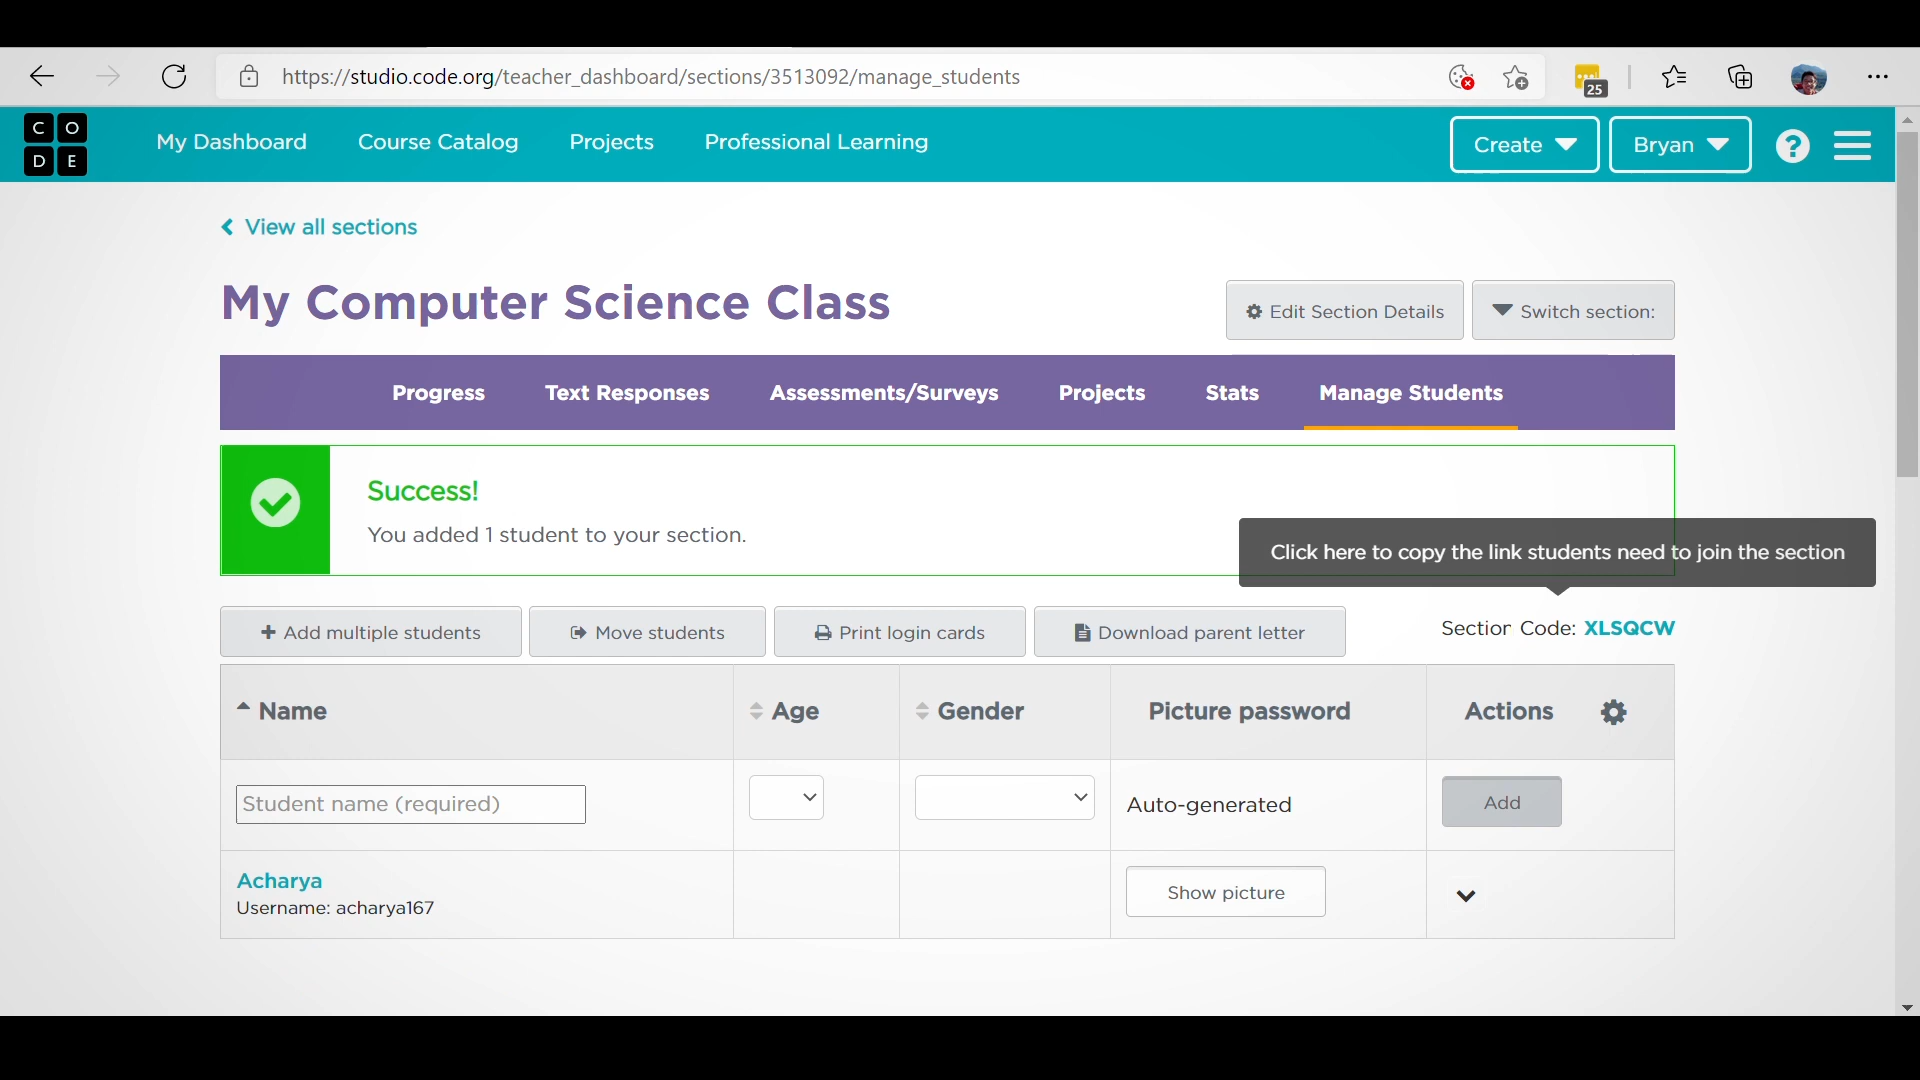 https://studio.code.org/teacher_dashboard/sections/3513092/manage_students
25
C O
D E
My Dashboard Course Catalog Projects Professional Learning Create Bryan ?
View all sections
My Computer Science Class
Edit Section Details Switch section:
Progress Text Responses Assessments/Surveys Projects Stats Manage Students
Success!
You added 1 student to your section.
Click here to copy the link students need to join the section
Add multiple students Move students Print login cards Download parent letter Section Code: XLSQCW
Name Age Gender Picture password Actions
Student name (required) Auto-generated Add
Acharya
Username: acharya167
Show picture